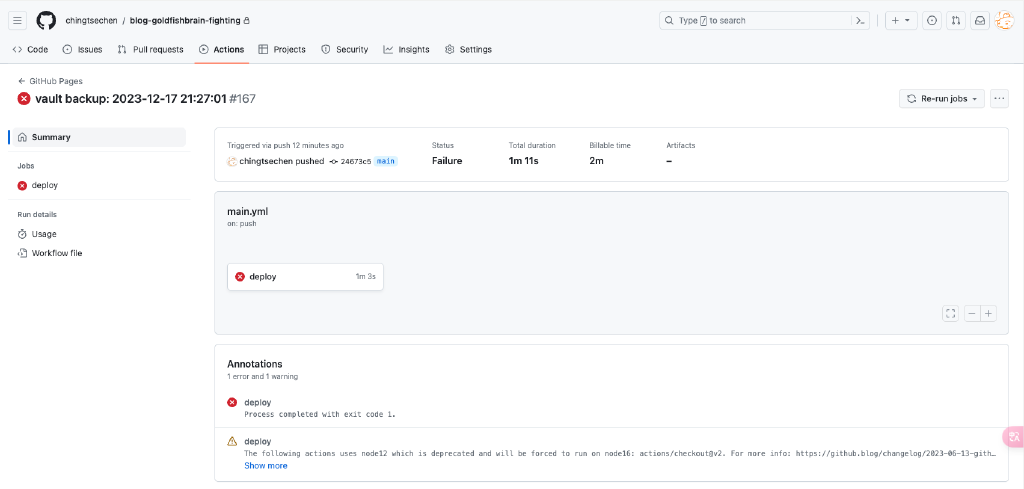 chingtsechen / blog-goldfishbrain-fighting
Type / to search
Code
Issues
Pull requests
Actions
Projects
Security
Insights
Settings
← GitHub Pages
vault backup: 2023-12-17 21:27:01 #167
Re-run jobs
Summary
Jobs
deploy
Run details
Usage
Workflow file
Triggered via push 12 minutes ago
chingtsechen pushed 24673c5 main
Status
Failure
Total duration
1m 11s
Billable time
2m
Artifacts
–
main.yml
on: push
deploy 1m 3s
Annotations
1 error and 1 warning
deploy
Process completed with exit code 1.
deploy
The following actions uses node12 which is deprecated and will be forced to run on node16: actions/checkout@v2. For more info: https://github.blog/changelog/2023-06-13-gith…
Show more